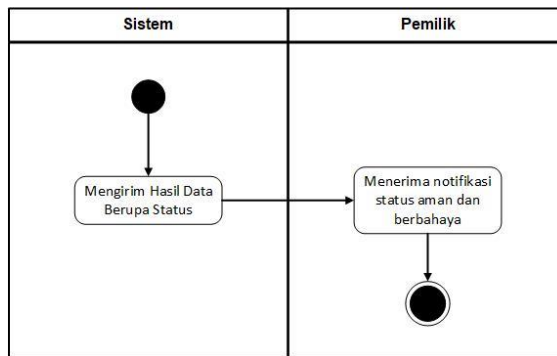 Sistem
Pemilik
Mengirim Hasil Data
Berupa Status
Menerima notifikasi
status aman dan
berbahaya